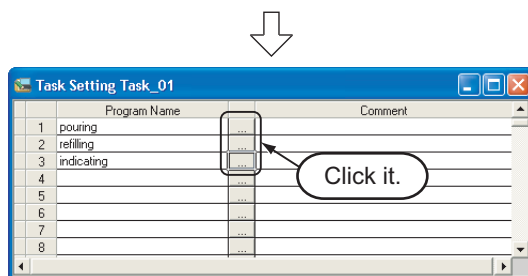 Task Setting Task_01
Program Name Comment
1 pouring ...
2 refilling ...
3 indicating ...
4 ...
5 ...
6 ...
7 ...
8 ...
Click it.